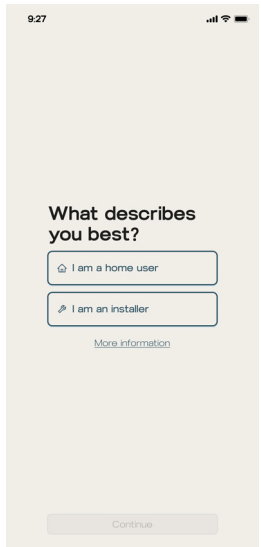 9:27
What describes
you best?
I am a home user
I am an installer
More information
Continue